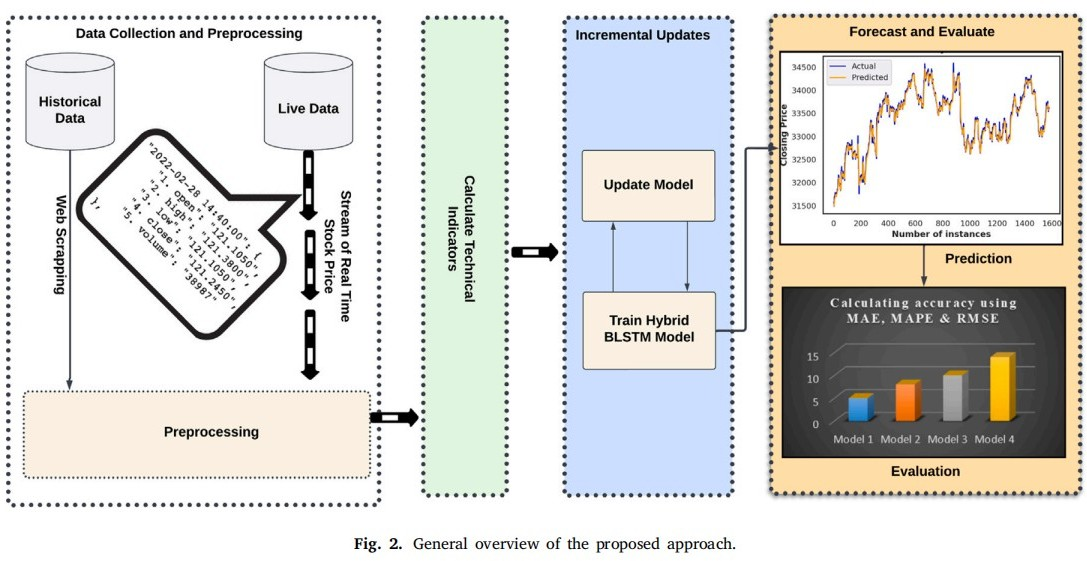 Data Collection and Preprocessing
Historical
Data
Live Data
Web Scrapping
"2022-02-28 14:40:00": {
"1. open": "121.1050",
"2. high": "121.3800",
"3. low": "121.1050",
"4. close": "121.2450",
"5. volume": "38987"
},
Stream of Real Time
Stock Price
Preprocessing
Calculate Technical
Indicators
Incremental Updates
Update Model
Train Hybrid
BLSTM Model
Forecast and Evaluate
Actual
Predicted
34500
34000
33500
33000
32500
32000
31500
Closing Price
0 200 400 600 800 1000 1200 1400 1600
Number of instances
Prediction
Calculating accuracy using
MAE, MAPE & RMSE
15
10
5
0
Model 1 Model 2 Model 3 Model 4
Evaluation
Fig. 2. General overview of the proposed approach.